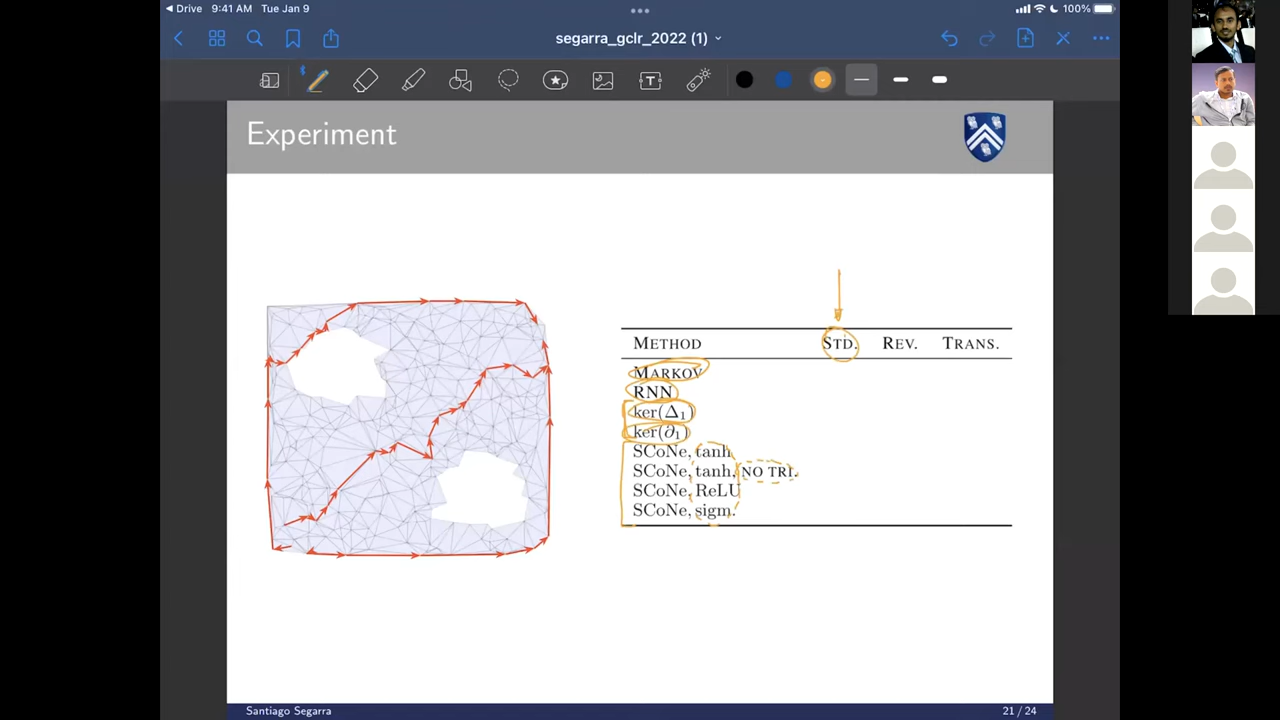 Drive 9:41 AM Tue Jan 9 100%
segarra_gclr_2022 (1)
T
Experiment
METHOD STD. REV. TRANS.
MARKOV
RNN
ker(Δ₁)
ker(∂₁)
SCoNe, tanh
SCoNe, tanh, NO TRI.
SCoNe, ReLU
SCoNe, sigm.
Santiago Segarra 21 / 24